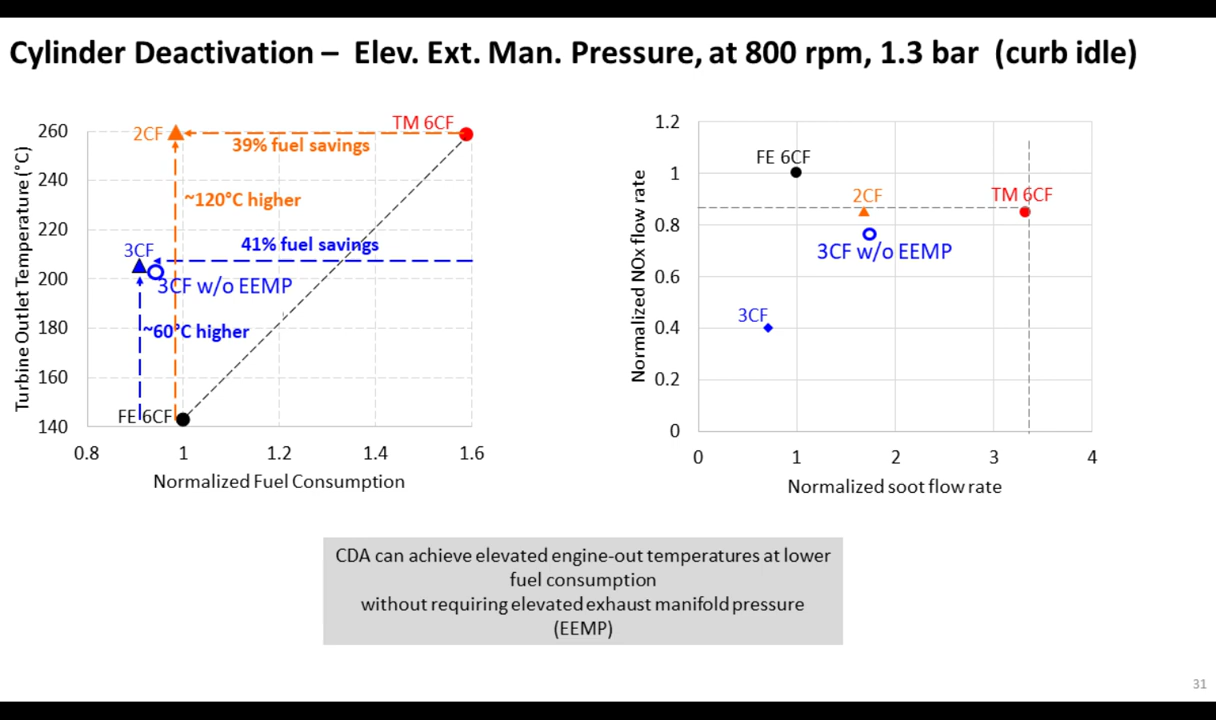 Cylinder Deactivation – Elev. Ext. Man. Pressure, at 800 rpm, 1.3 bar (curb idle)
Turbine Outlet Temperature (°C)
260
240
220
200
180
160
140
0.8
1
1.2
1.4
1.6
Normalized Fuel Consumption
2CF
TM 6CF
39% fuel savings
~120°C higher
3CF
41% fuel savings
3CF w/o EEMP
~60°C higher
FE 6CF
Normalized NOx flow rate
1.2
1
0.8
0.6
0.4
0.2
0
0
1
2
3
4
Normalized soot flow rate
FE 6CF
2CF
TM 6CF
3CF w/o EEMP
3CF
CDA can achieve elevated engine-out temperatures at lower
fuel consumption
without requiring elevated exhaust manifold pressure
(EEMP)
31